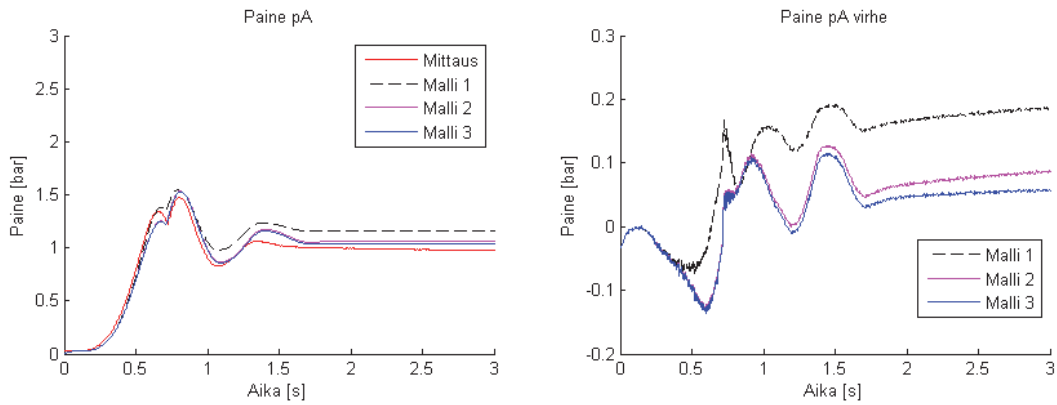 Paine pA
3
2.5
2
1.5
1
0.5
0
Paine [bar]
0
0.5
1
1.5
2
2.5
3
Aika [s]
Mittaus
Malli 1
Malli 2
Malli 3
Paine pA virhe
0.3
0.2
0.1
0
-0.1
-0.2
Paine [bar]
0
0.5
1
1.5
2
2.5
3
Aika [s]
Malli 1
Malli 2
Malli 3